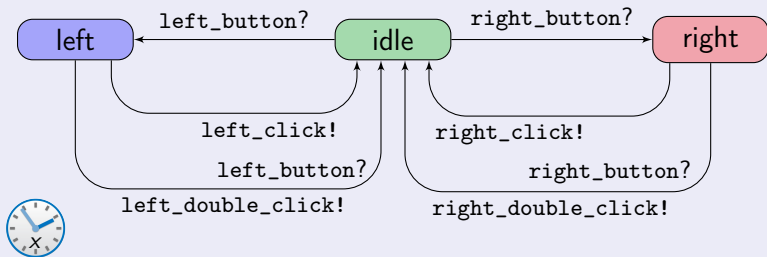 left_button?
right_button?
left
idle
right
left_click!
right_click!
left_button?
right_button?
left_double_click!
right_double_click!
x